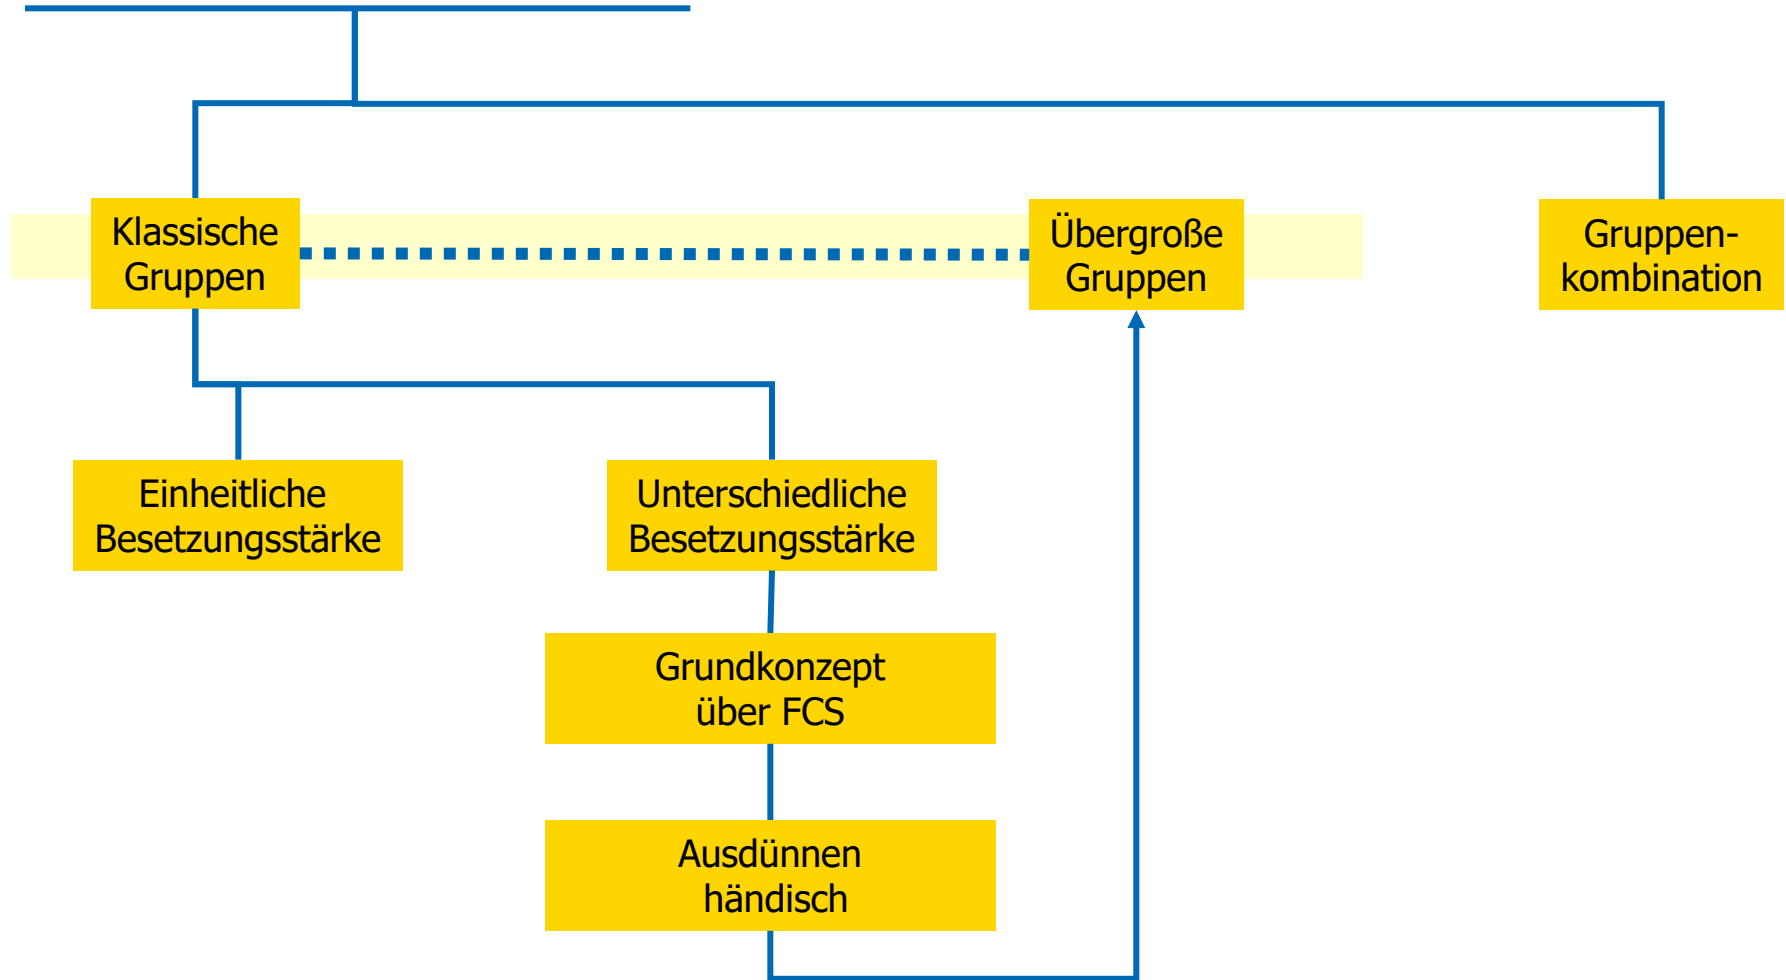 Klassische
Gruppen
Übergroße
Gruppen
Gruppen-
kombination
Einheitliche
Besetzungsstärke
Unterschiedliche
Besetzungsstärke
Grundkonzept
über FCS
Ausdünnen
händisch